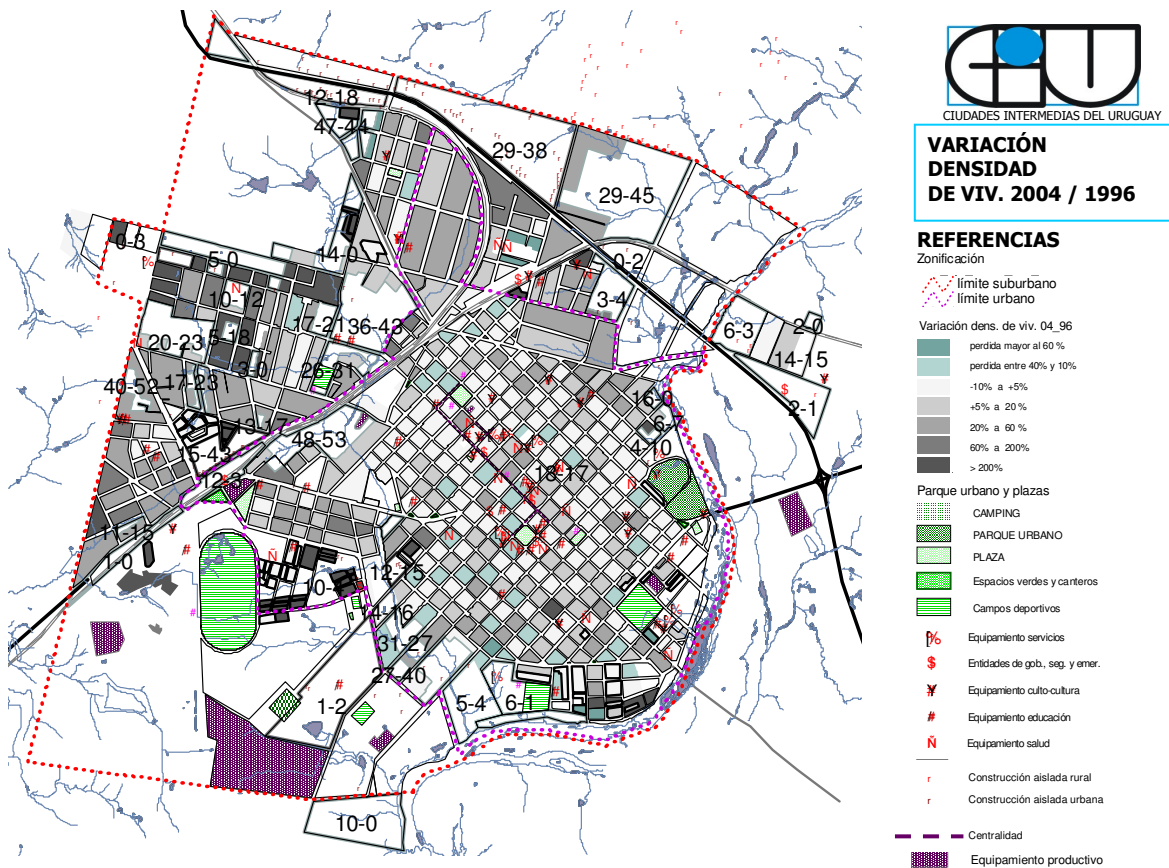 CiU
CIUDADES INTERMEDIAS DEL URUGUAY
VARIACIÓN
DENSIDAD
DE VIV. 2004 / 1996
REFERENCIAS
Zonificación
límite suburbano
límite urbano
Variación dens. de viv. 04_96
perdida mayor al 60 %
perdida entre 40% y 10%
-10% a +5%
+5% a 20 %
20% a 60 %
60% a 200%
> 200%
Parque urbano y plazas
CAMPING
PARQUE URBANO
PLAZA
Espacios verdes y canteros
Campos deportivos
Equipamiento servicios
Entidades de gob., seg. y emer.
Equipamiento culto-cultura
Equipamiento educación
Equipamiento salud
Construcción aislada rural
Construcción aislada urbana
Centralidad
Equipamiento productivo
12-18
47-44
29-38
29-45
0-3
5-0
14-0
0-2
10-12
3-4
17-21
36-43
6-3
2-0
5-18
20-23
14-15
3-0
26-31
40-52
17-23
2-1
16-0
13-17
6-7
48-53
4-10
15-43
18-17
12-3
11-15
1-0
12-15
14-16
31-27
27-40
1-2
5-4
6-1
10-0